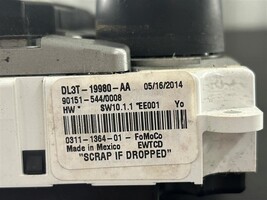 DL3T-19980-AA 05/16/2014
90151-544/0008
HW * SW10.1.1 *EE001 Yo
0311-1364-01-FoMoCo
Made in Mexico EWTCD
"SCRAP IF DROPPED"